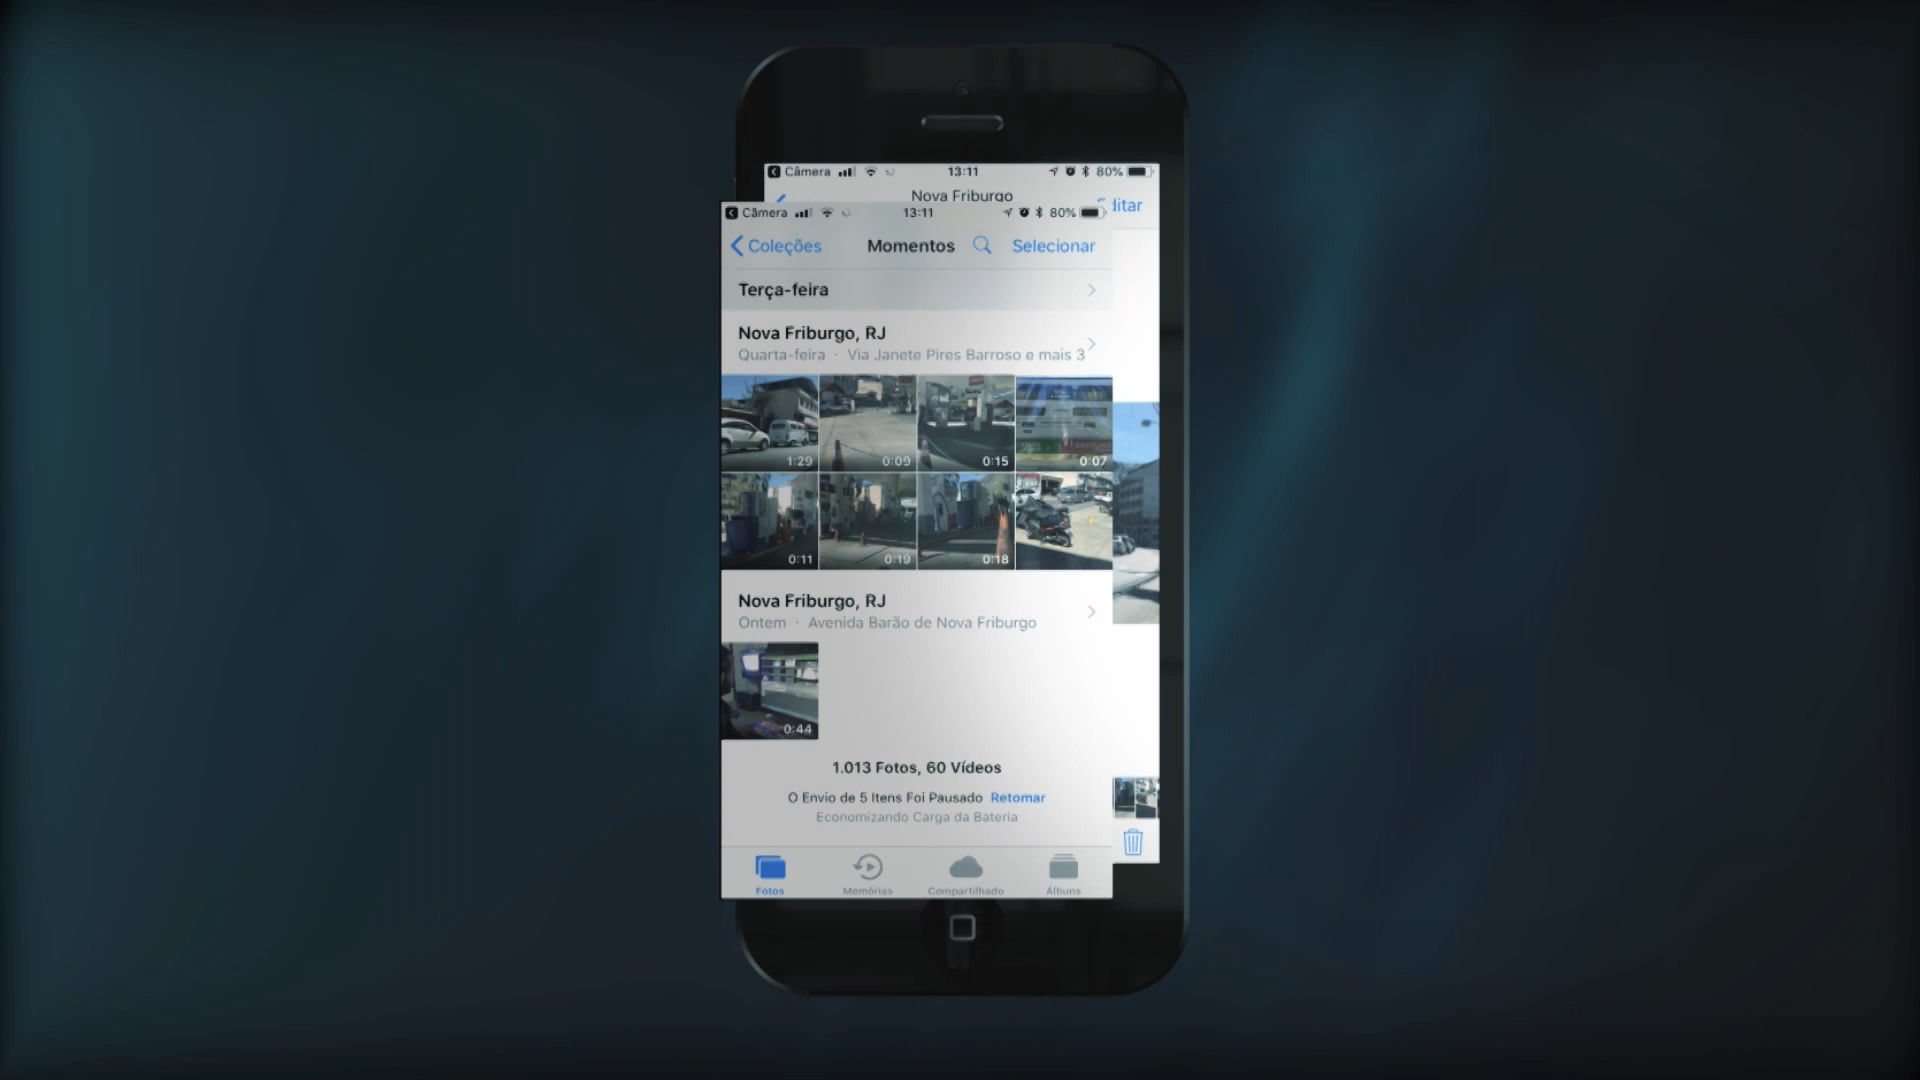 Câmera 13:11 80%
Nova Friburgo
ditar
Câmera 13:11 80%
Coleções Momentos Selecionar
Terça-feira
Nova Friburgo, RJ
Quarta-feira · Via Janete Pires Barroso e mais 3
1:29 0:09 0:15 0:07
0:11 0:19 0:18
Nova Friburgo, RJ
Ontem · Avenida Barão de Nova Friburgo
0:44
1.013 Fotos, 60 Vídeos
O Envio de 5 Itens Foi Pausado Retomar
Economizando Carga da Bateria
Fotos Memórias Compartilhado Álbuns